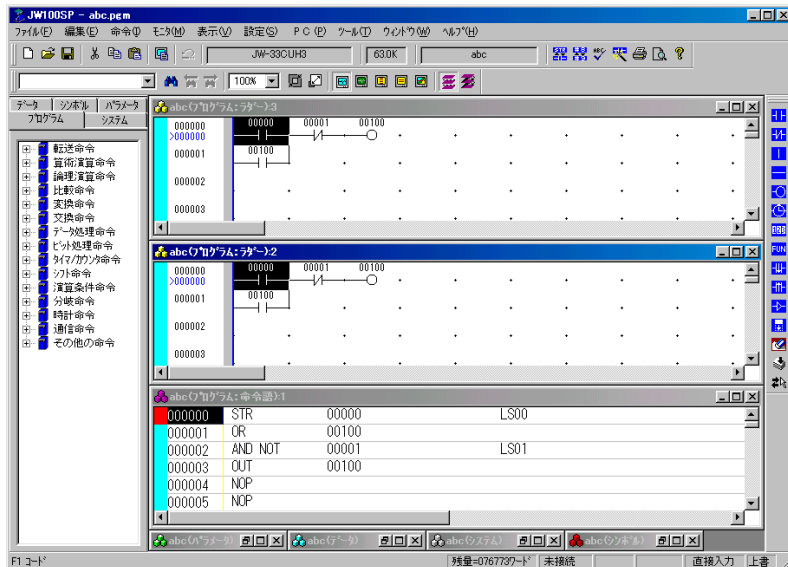 JW100SP - abc.pgm
ﾌｧｲﾙ(F) 編集(E) 命令(I) ﾓﾆﾀ(M) 表示(V) 設定(S) ＰＣ(P) ﾂｰﾙ(T) ｳｨﾝﾄﾞｳ(W) ﾍﾙﾌﾟ(H)
JW-33CUH3 63.0K abc
100%
ﾃﾞｰﾀ ｼﾝﾎﾞﾙ ﾊﾟﾗﾒｰﾀ
ﾌﾟﾛｸﾞﾗﾑ ｼｽﾃﾑ
転送命令
算術演算命令
論理演算命令
比較命令
変換命令
交換命令
ﾃﾞｰﾀ処理命令
ﾋﾞｯﾄ処理命令
ﾀｲﾏ/ｶｳﾝﾀ命令
ｼﾌﾄ命令
演算条件命令
分岐命令
時計命令
通信命令
その他の命令
abc(ﾌﾟﾛｸﾞﾗﾑ:ﾗﾀﾞｰ):3
000000 00000 00001 00100
>000000
000001 00100
000002
000003
abc(ﾌﾟﾛｸﾞﾗﾑ:ﾗﾀﾞｰ):2
000000 00000 00001 00100
>000000
000001 00100
000002
000003
abc(ﾌﾟﾛｸﾞﾗﾑ:命令語):1
000000 STR 00000 LS00
000001 OR 00100
000002 AND NOT 00001 LS01
000003 OUT 00100
000004 NOP
000005 NOP
abc(ﾊﾟﾗﾒｰﾀ) abc(ﾃﾞｰﾀ) abc(ｼｽﾃﾑ) abc(ｼﾝﾎﾞﾙ)
FUN
F1 ｺｰﾄﾞ 残量=076773ﾜｰﾄﾞ 未接続 直接入力 上書